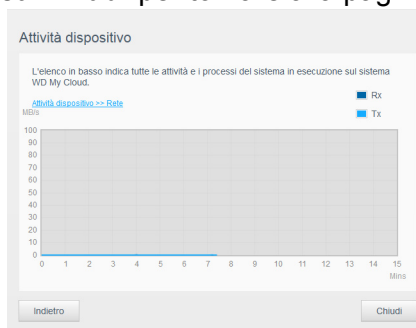 Attività dispositivo
L'elenco in basso indica tutte le attività e i processi del sistema in esecuzione sul sistema
WD My Cloud.
Rx
Attività dispositivo >> Rete
Tx
MB/s
100
90
80
70
60
50
40
30
20
10
0
0 1 2 3 4 5 6 7 8 9 10 11 12 13 14 15
Mins
Indietro
Chiudi